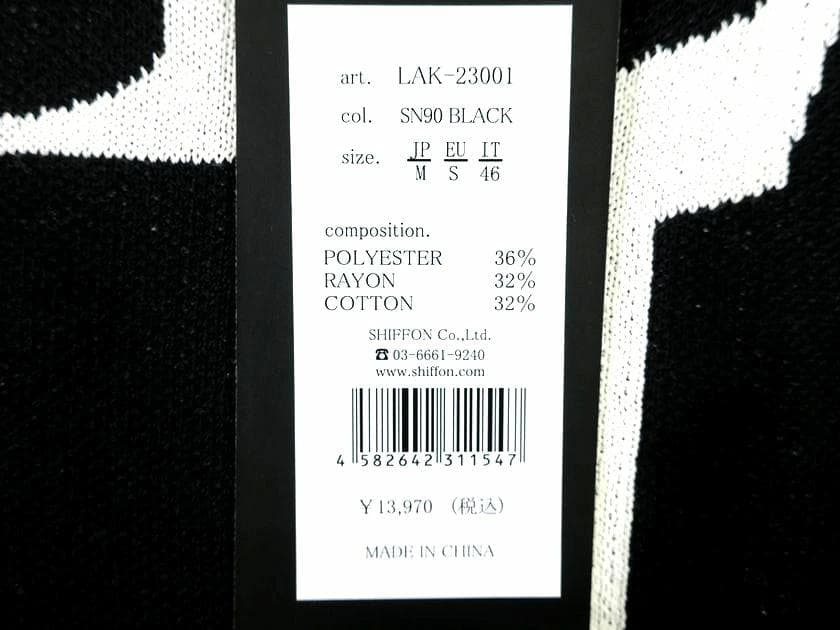 art. LAK-23001
col. SN90 BLACK
size. JP EU IT
M S 46
composition.
POLYESTER 36%
RAYON 32%
COTTON 32%
SHIFFON Co.,Ltd.
☎ 03-6661-9240
www.shiffon.com
4 582642 311547
￥13,970 (税込)
MADE IN CHINA